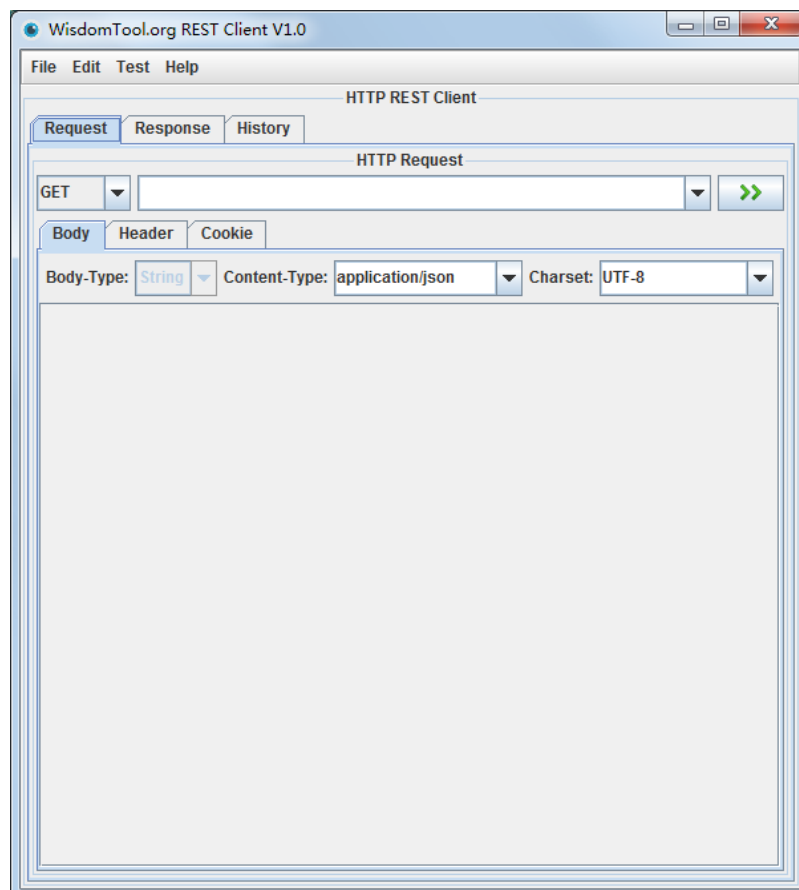 WisdomTool.org REST Client V1.0
File Edit Test Help
HTTP REST Client
Request Response History
HTTP Request
GET
Body Header Cookie
Body-Type: String Content-Type: application/json Charset: UTF-8